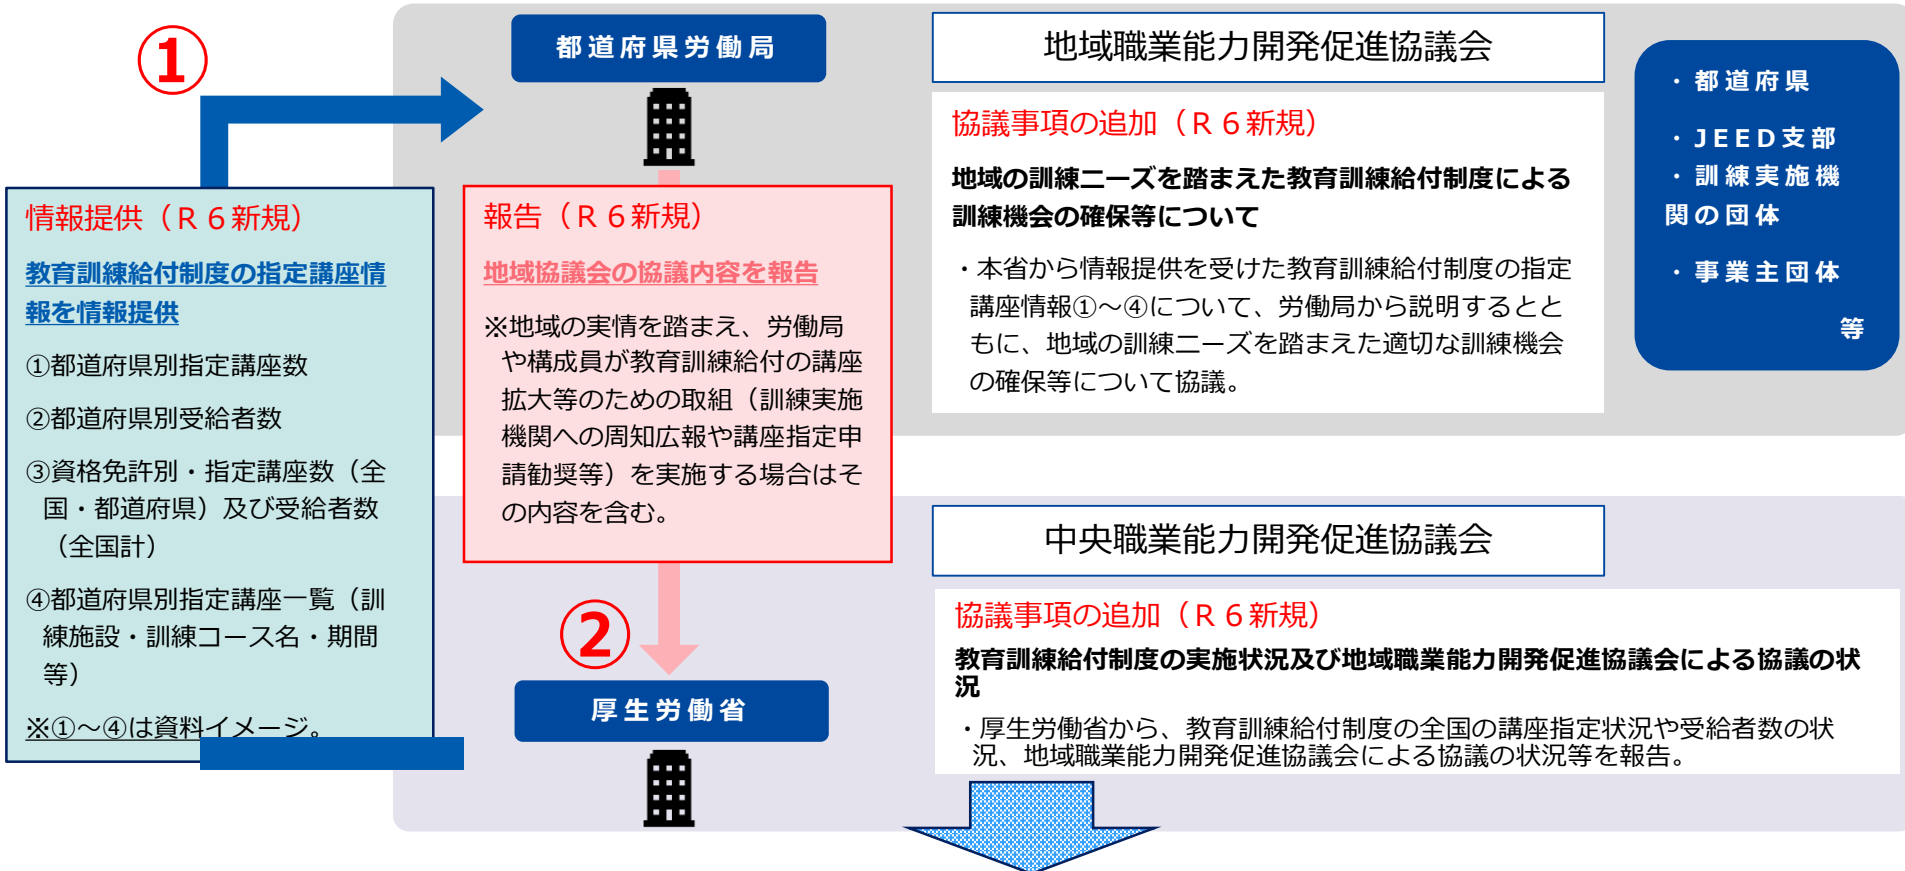 ①
都道府県労働局
地域職業能力開発促進協議会
協議事項の追加（Ｒ６新規）
地域の訓練ニーズを踏まえた教育訓練給付制度による
訓練機会の確保等について
・本省から情報提供を受けた教育訓練給付制度の指定
講座情報①～④について、労働局から説明するとと
もに、地域の訓練ニーズを踏まえた適切な訓練機会
の確保等について協議。
・都道府県
・JEED支部
・訓練実施機
関の団体
・事業主団体
等
情報提供（Ｒ６新規）
教育訓練給付制度の指定講座情
報を情報提供
①都道府県別指定講座数
②都道府県別受給者数
③資格免許別・指定講座数（全
国・都道府県）及び受給者数
（全国計）
④都道府県別指定講座一覧（訓
練施設・訓練コース名・期間
等）
※①～④は資料イメージ。
報告（Ｒ６新規）
地域協議会の協議内容を報告
※地域の実情を踏まえ、労働局
や構成員が教育訓練給付の講座
拡大等のための取組（訓練実施
機関への周知広報や講座指定申
請勧奨等）を実施する場合はそ
の内容を含む。
②
厚生労働省
中央職業能力開発促進協議会
協議事項の追加（Ｒ６新規）
教育訓練給付制度の実施状況及び地域職業能力開発促進協議会による協議の状
況
・厚生労働省から、教育訓練給付制度の全国の講座指定状況や受給者数の状
況、地域職業能力開発促進協議会による協議の状況等を報告。